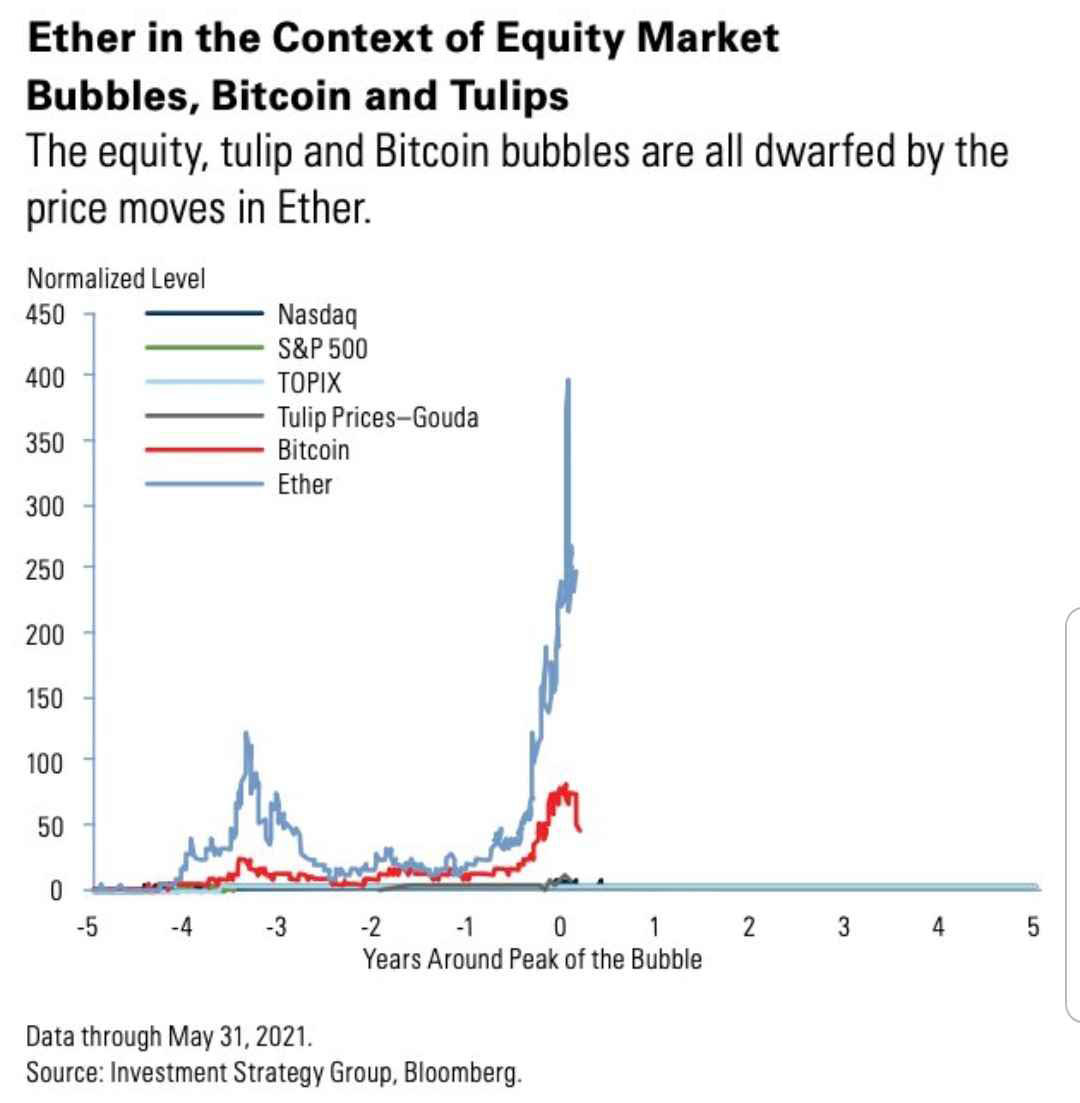 Ether in the Context of Equity Market
Bubbles, Bitcoin and Tulips
The equity, tulip and Bitcoin bubbles are all dwarfed by the
price moves in Ether.
Normalized Level
450
400
350
300
250
200
150
100
50
0
Nasdaq
S&P 500
TOPIX
Tulip Prices–Gouda
Bitcoin
Ether
-5 -4 -3 -2 -1 0 1 2 3 4 5
Years Around Peak of the Bubble
Data through May 31, 2021.
Source: Investment Strategy Group, Bloomberg.